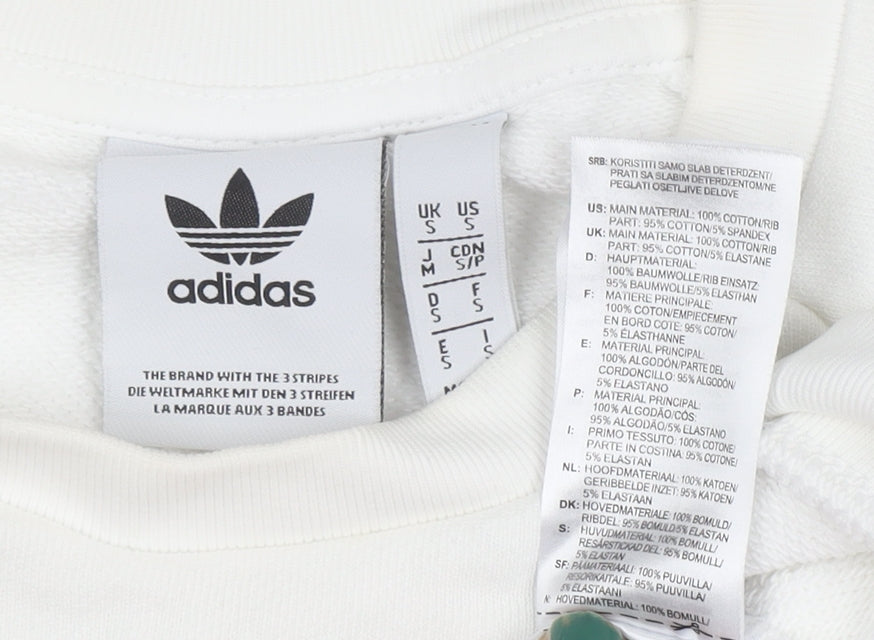 adidas
THE BRAND WITH THE 3 STRIPES
DIE WELTMARKE MIT DEN 3 STREIFEN
LA MARQUE AUX 3 BANDES
UK US
S S
J CDN
M S/P
D F
S S
E I
S S
SRB: KORISTITI SAMO SLAB DETERDZENT/
PRATI SA SLABIM DETERDZENTOM/NE
PEGLATI OSETLJIVE DELOVE
US: MAIN MATERIAL: 100% COTTON/RIB
PART: 95% COTTON/5% SPANDEX
UK: MAIN MATERIAL: 100% COTTON/RIB
PART: 95% COTTON/5% ELASTANE
D: HAUPTMATERIAL:
100% BAUMWOLLE/RIB EINSATZ:
95% BAUMWOLLE/5% ELASTHAN
F: MATIERE PRINCIPALE:
100% COTON/EMPIECEMENT
EN BORD COTE: 95% COTON/
5% ÉLASTHANNE
E: MATERIAL PRINCIPAL:
100% ALGODÓN/PARTE DEL
CORDONCILLO: 95% ALGODÓN/
5% ELASTANO
P: MATERIAL PRINCIPAL:
100% ALGODÃO/CÓS:
95% ALGODÃO/5% ELASTANO
I: PRIMO TESSUTO: 100% COTONE/
PARTE IN COSTINA: 95% COTONE/
5% ELASTAN
NL: HOOFDMATERIAAL: 100% KATOEN/
GERIBBELDE INZET: 95% KATOEN/
5% ELASTAAN
DK: HOVEDMATERIALE: 100% BOMULD/
RIBDEL: 95% BOMULD/5% ELASTAN
S: HUVUDMATERIAL: 100% BOMULL/
RESÅRSTICKAD DEL: 95% BOMULL/
5% ELASTAN
SF: PÄÄMATERIAALI: 100% PUUVILLA/
RESORIKAITALE: 95% PUUVILLA/
5% ELASTAANI
N: HOVEDMATERIAL: 100% BOMULL/